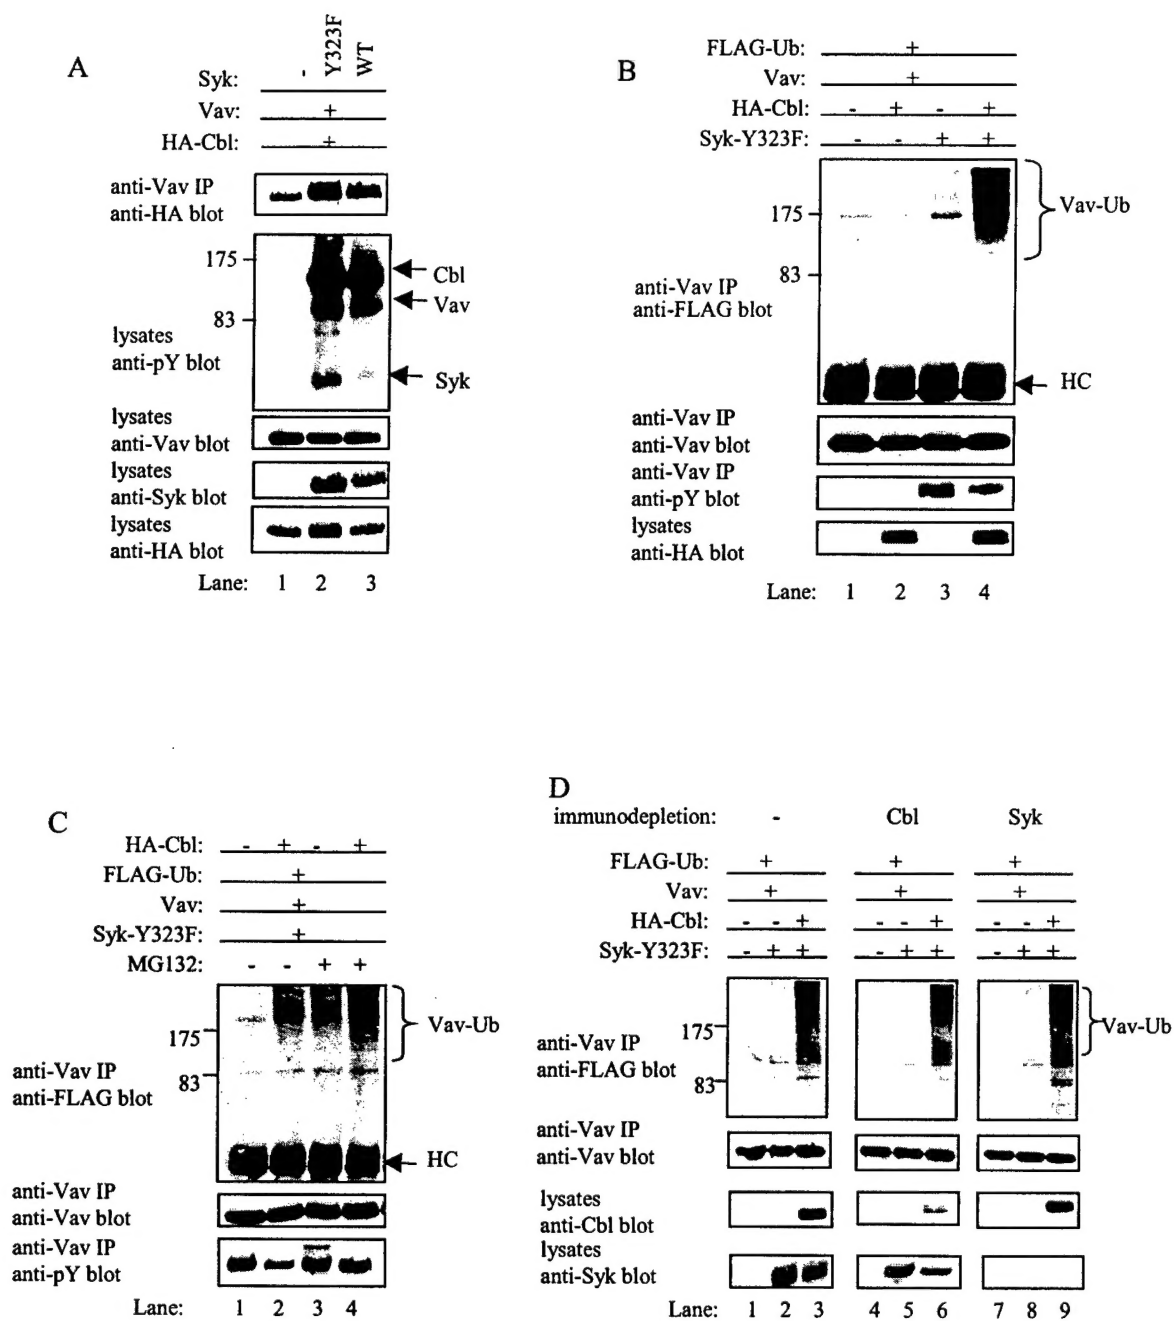 A
Syk: - Y323F WT
Vav: +
HA-Cbl: +
anti-Vav IP
anti-HA blot
175
Cbl
Vav
83
lysates
anti-pY blot
Syk
lysates
anti-Vav blot
lysates
anti-Syk blot
lysates
anti-HA blot
Lane: 1 2 3
B
FLAG-Ub: +
Vav: +
HA-Cbl: - + - +
Syk-Y323F: - - + +
Vav-Ub
175
83
anti-Vav IP
anti-FLAG blot
HC
anti-Vav IP
anti-Vav blot
anti-Vav IP
anti-pY blot
lysates
anti-HA blot
Lane: 1 2 3 4
C
HA-Cbl: - + - +
FLAG-Ub: +
Vav: +
Syk-Y323F: +
MG132: - - + +
Vav-Ub
175
83
anti-Vav IP
anti-FLAG blot
HC
anti-Vav IP
anti-Vav blot
anti-Vav IP
anti-pY blot
Lane: 1 2 3 4
D
immunodepletion: - Cbl Syk
FLAG-Ub: + + +
Vav: + + +
HA-Cbl: - - + - - + - - +
Syk-Y323F: - + + - + + - + +
175
Vav-Ub
anti-Vav IP
anti-FLAG blot
83
anti-Vav IP
anti-Vav blot
lysates
anti-Cbl blot
lysates
anti-Syk blot
Lane: 1 2 3 4 5 6 7 8 9